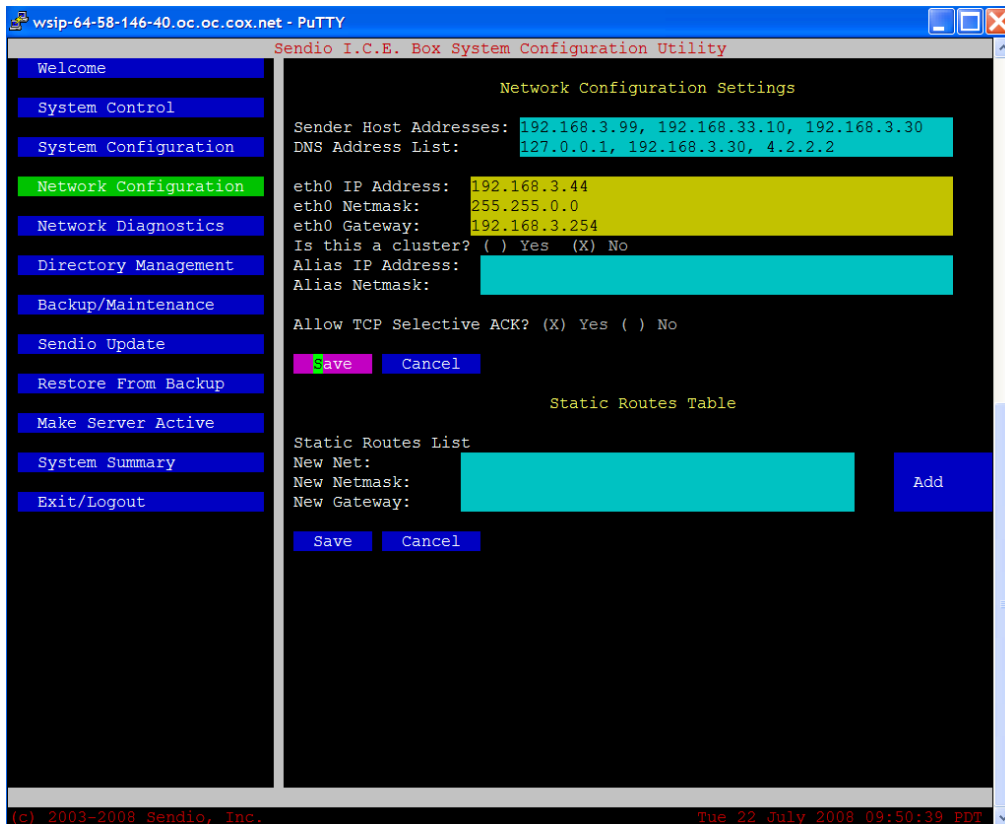 wsip-64-58-146-40.oc.oc.cox.net - PuTTY
Sendio I.C.E. Box System Configuration Utility
Welcome
System Control
System Configuration
Network Configuration
Network Diagnostics
Directory Management
Backup/Maintenance
Sendio Update
Restore From Backup
Make Server Active
System Summary
Exit/Logout
Network Configuration Settings
Sender Host Addresses: 192.168.3.99, 192.168.33.10, 192.168.3.30
DNS Address List: 127.0.0.1, 192.168.3.30, 4.2.2.2
eth0 IP Address: 192.168.3.44
eth0 Netmask: 255.255.0.0
eth0 Gateway: 192.168.3.254
Is this a cluster? ( ) Yes (X) No
Alias IP Address:
Alias Netmask:
Allow TCP Selective ACK? (X) Yes ( ) No
Save Cancel
Static Routes Table
Static Routes List
New Net:
New Netmask: Add
New Gateway:
Save Cancel
(c) 2003-2008 Sendio, Inc. Tue 22 July 2008 09:50:39 PDT